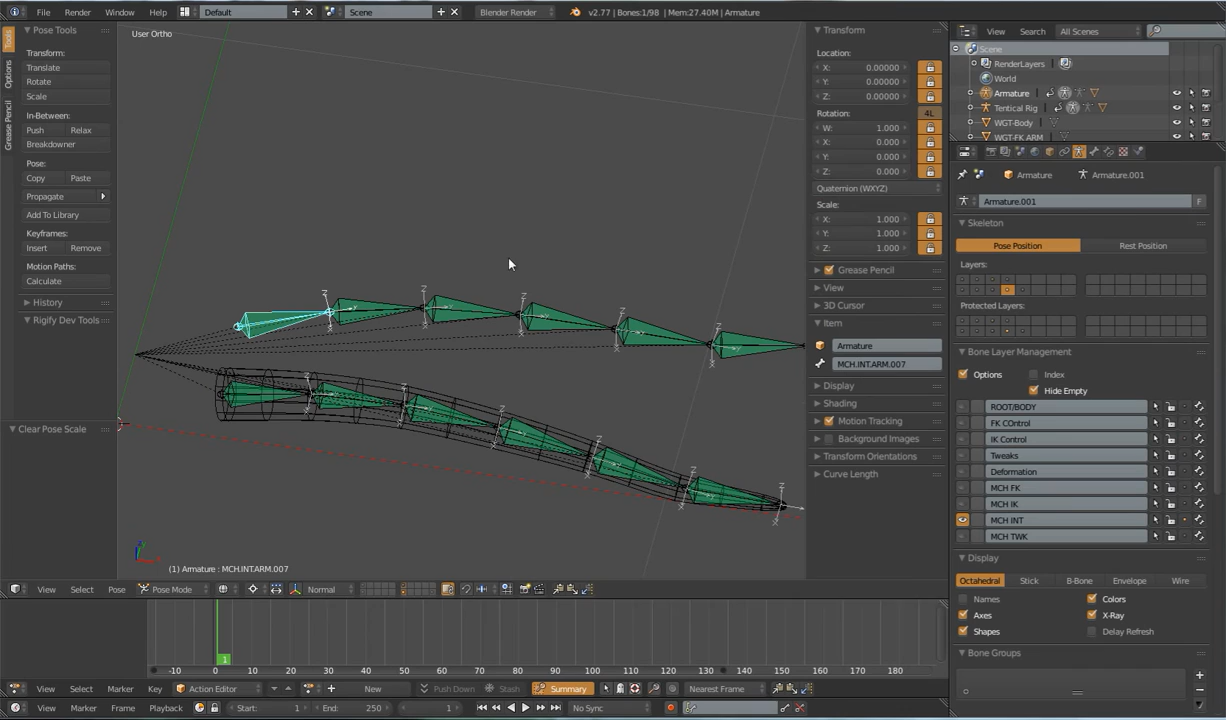 File Render Window Help Default Scene Blender Render v2.77 | Bones:1/98 | Mem:27.40M | Armature
Tools
Options
Grease Pencil
Pose Tools
Transform:
Translate
Rotate
Scale
In-Between:
Push Relax
Breakdowner
Pose:
Copy Paste
Propagate
Add To Library
Keyframes:
Insert Remove
Motion Paths:
Calculate
History
Rigify Dev Tools
Clear Pose Scale
User Ortho
(1) Armature : MCH.INT.ARM.007
Transform
Location:
X: 0.00000
Y: 0.00000
Z: 0.00000
Rotation: 4L
W: 1.000
X: 0.000
Y: 0.000
Z: 0.000
Quaternion (WXYZ)
Scale:
X: 1.000
Y: 1.000
Z: 1.000
Grease Pencil
View
3D Cursor
Item
Armature
MCH.INT.ARM.007
Display
Shading
Motion Tracking
Background Images
Transform Orientations
Curve Length
View Search All Scenes
Scene
RenderLayers
World
Armature
Tentical Rig
WGT-Body
WGT-FK ARM
Armature Armature.001
Armature.001 F
Skeleton
Pose Position Rest Position
Layers:
Protected Layers:
Bone Layer Management
Options Index
Hide Empty
ROOT/BODY
FK COntrol
IK Control
Tweaks
Deformation
MCH FK
MCH IK
MCH INT
MCH TWK
Display
Octahedral Stick B-Bone Envelope Wire
Names Colors
Axes X-Ray
Shapes Delay Refresh
Bone Groups
View Select Pose Pose Mode Normal
1
-10 0 10 20 30 40 50 60 70 80 90 100 110 120 130 140 150 160 170 180
View Select Marker Key Action Editor New Push Down Stash Summary Nearest Frame
View Marker Frame Playback Start: 1 End: 250 1 No Sync